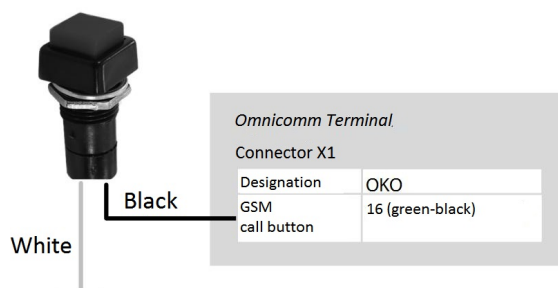 Omnicomm Terminal.
Connector X1
Designation OKO
GSM
call button 16 (green-black)
Black
White